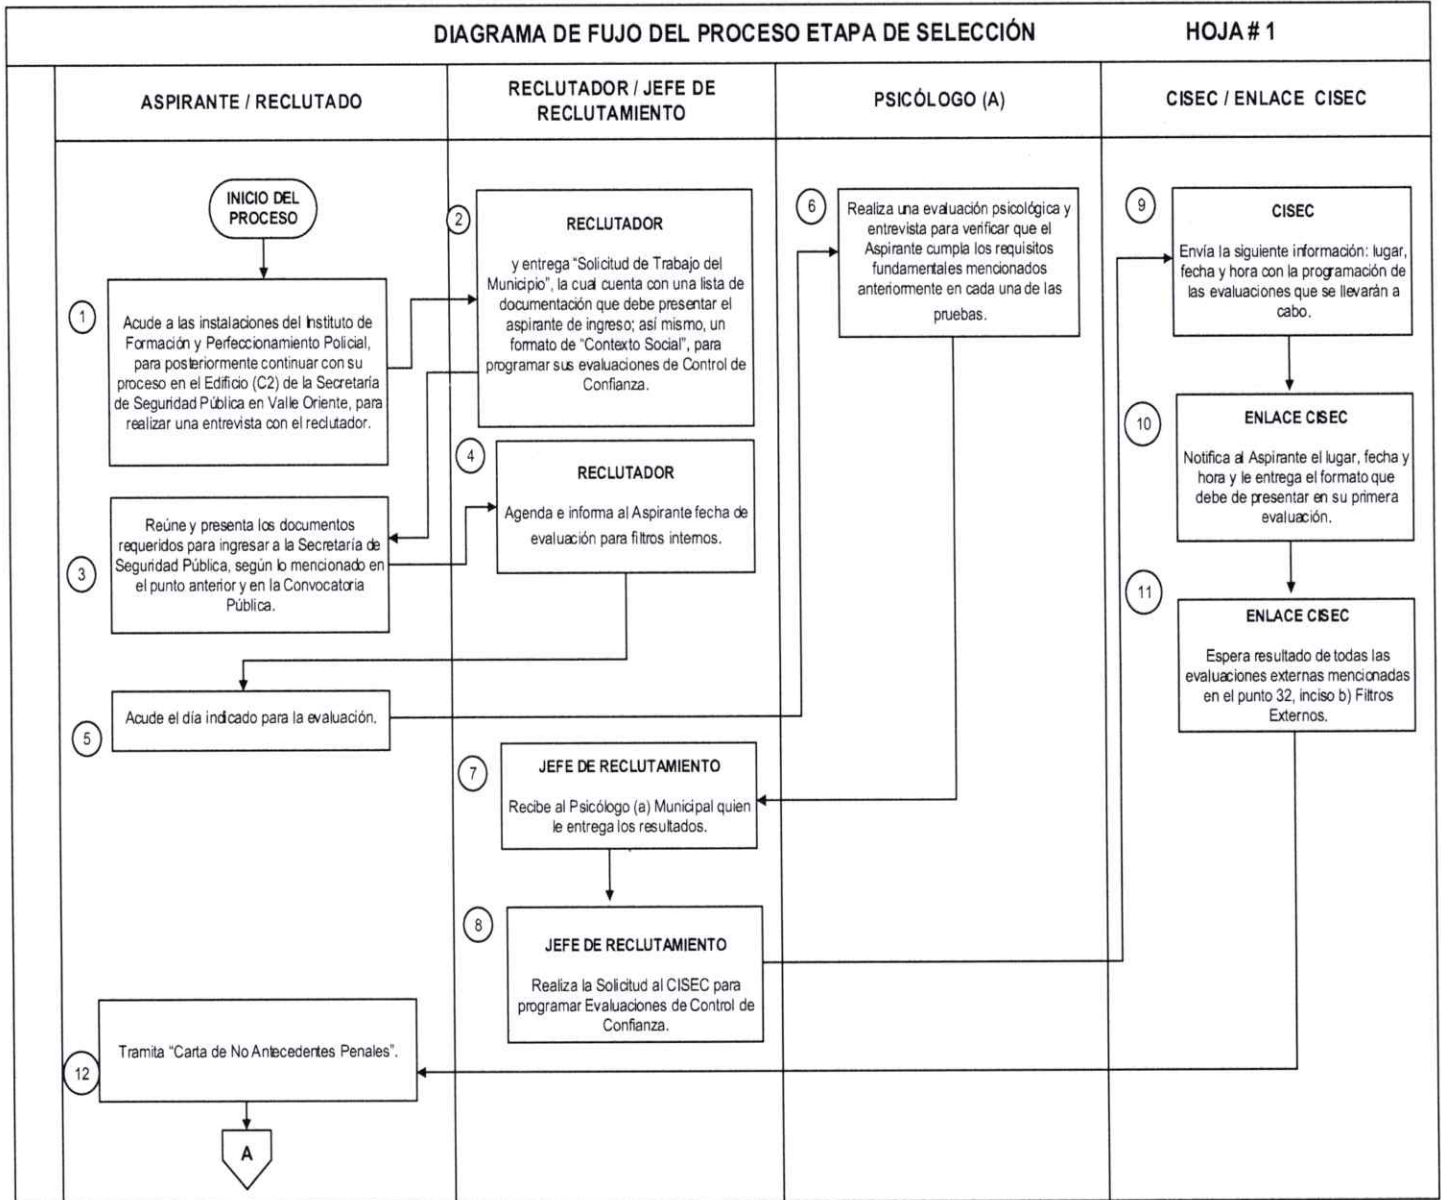 DIAGRAMA DE FUJO DEL PROCESO ETAPA DE SELECCIÓN
HOJA # 1
ASPIRANTE / RECLUTADO
RECLUTADOR / JEFE DE
RECLUTAMIENTO
PSICÓLOGO (A)
CISEC / ENLACE CISEC
INICIO DEL
PROCESO
1
Acude a las instalaciones del Instituto de
Formación y Perfeccionamiento Policial,
para posteriormente continuar con su
proceso en el Edificio (C2) de la Secretaría
de Seguridad Pública en Valle Oriente, para
realizar una entrevista con el reclutador.
2
RECLUTADOR
y entrega “Solicitud de Trabajo del
Municipio”, la cual cuenta con una lista de
documentación que debe presentar el
aspirante de ingreso; así mismo, un
formato de “Contexto Social”, para
programar sus evaluaciones de Control de
Confianza.
3
Reúne y presenta los documentos
requeridos para ingresar a la Secretaría de
Seguridad Pública, según lo mencionado en
el punto anterior y en la Convocatoria
Pública.
4
RECLUTADOR
Agenda e informa al Aspirante fecha de
evaluación para filtros internos.
5
Acude el día indicado para la evaluación.
6
Realiza una evaluación psicológica y
entrevista para verificar que el
Aspirante cumpla los requisitos
fundamentales mencionados
anteriormente en cada una de las
pruebas.
7
JEFE DE RECLUTAMIENTO
Recibe al Psicólogo (a) Municipal quien
le entrega los resultados.
8
JEFE DE RECLUTAMIENTO
Realiza la Solicitud al CISEC para
programar Evaluaciones de Control de
Confianza.
9
CISEC
Envía la siguiente información: lugar,
fecha y hora con la programación de
las evaluaciones que se llevarán a
cabo.
10
ENLACE CISEC
Notifica al Aspirante el lugar, fecha y
hora y le entrega el formato que
debe de presentar en su primera
evaluación.
11
ENLACE CISEC
Espera resultado de todas las
evaluaciones externas mencionadas
en el punto 32, inciso b) Filtros
Externos.
12
Tramita “Carta de No Antecedentes Penales”.
A